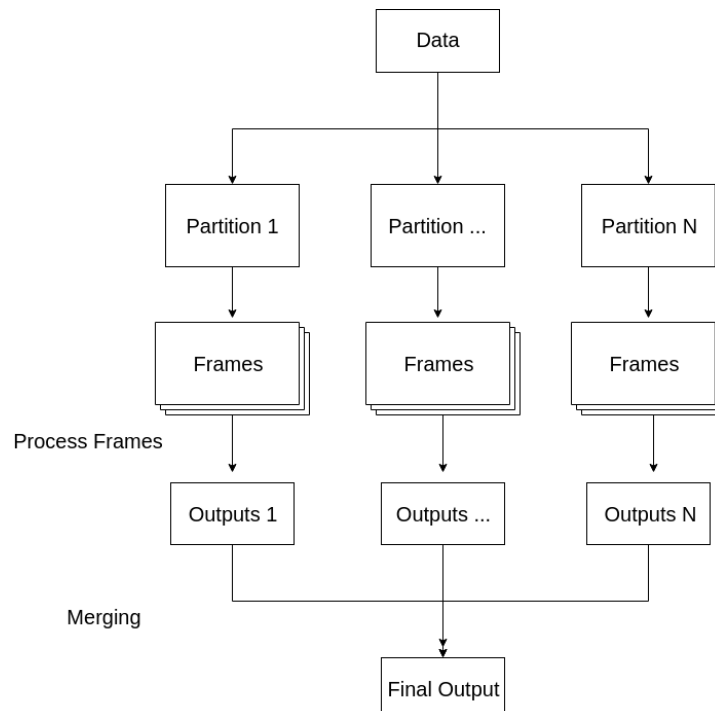 Data
Partition 1
Partition ...
Partition N
Frames
Frames
Frames
Process Frames
Outputs 1
Outputs ...
Outputs N
Merging
Final Output